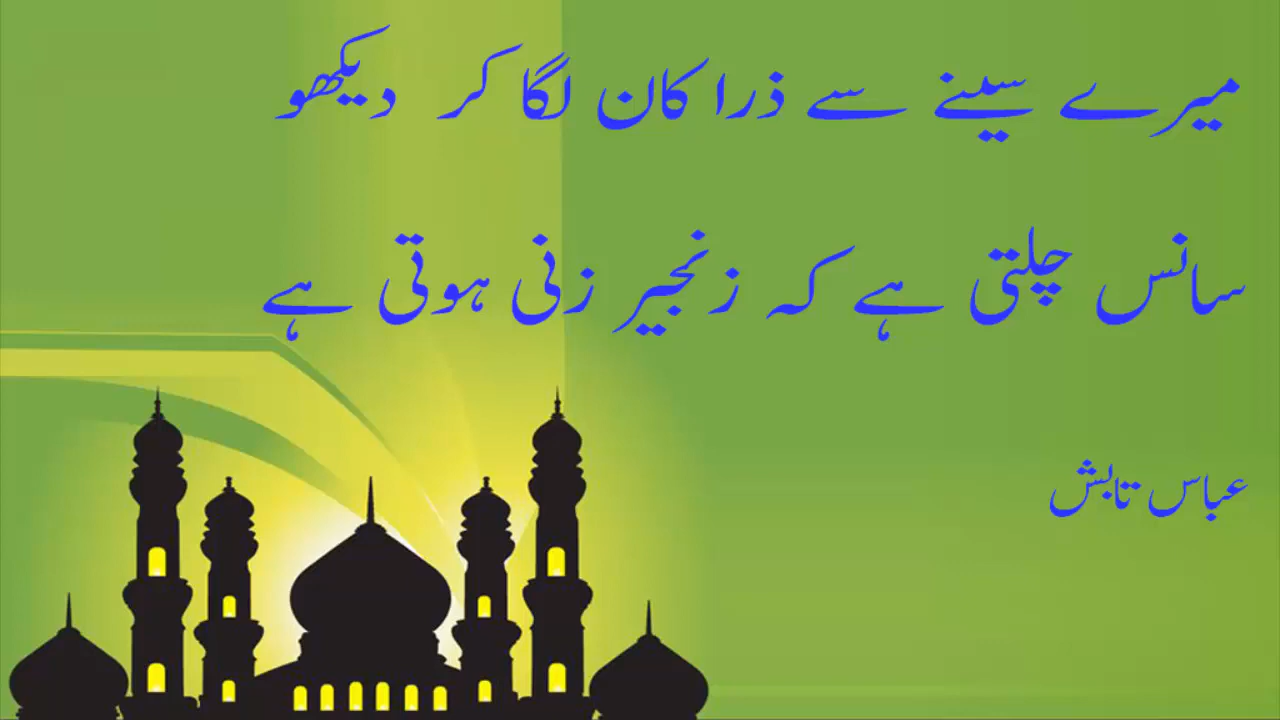 میرے سینے سے ذرا کان لگا کر دیکھو
سانس چلتی ہے کہ زنجیر زنی ہوتی ہے
عباس تابش